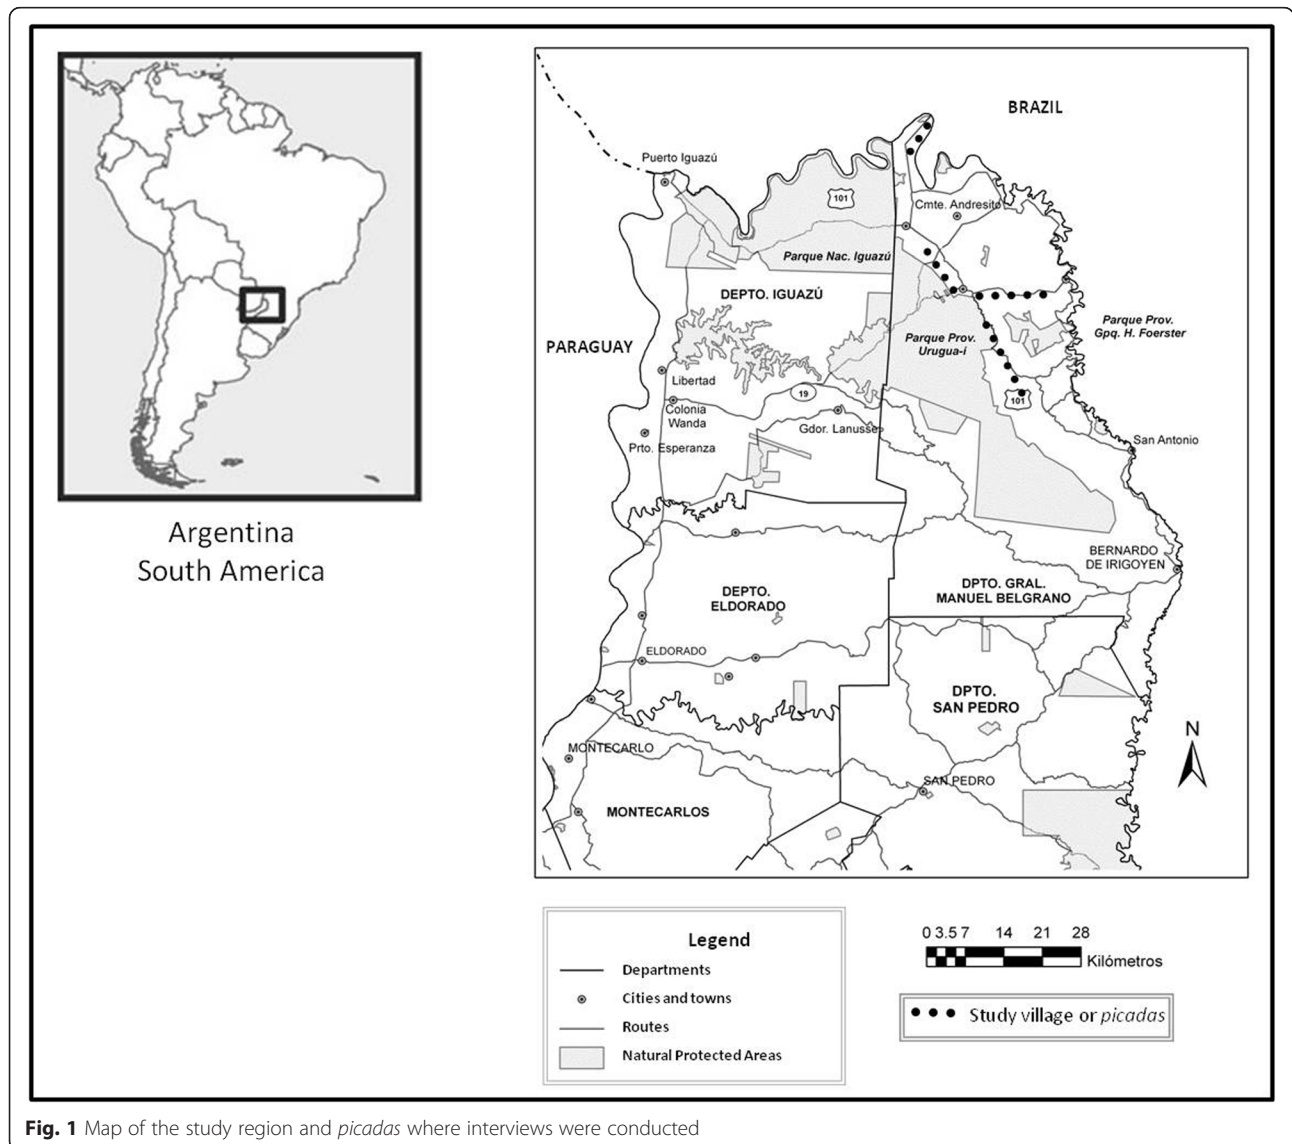 Argentina
South America
BRAZIL
Puerto Iguazú
101
Cmte. Andresito
Parque Nac. Iguazú
DEPTO. IGUAZÚ
Parque Prov.
Gpq. H. Foerster
PARAGUAY
Parque Prov.
Urugua-i
Libertad
19
101
Colonia
Wanda
Gdor. Lanusse
Prto. Esperanza
San Antonio
BERNARDO
DE IRIGOYEN
DEPTO.
ELDORADO
DPTO. GRAL.
MANUEL BELGRANO
ELDORADO
DPTO.
SAN PEDRO
N
MONTECARLO
SAN PEDRO
MONTECARLOS
Legend
Departments
Cities and towns
Routes
Natural Protected Areas
0 3.5 7 14 21 28
Kilómetros
Study village or picadas
Fig. 1 Map of the study region and picadas where interviews were conducted